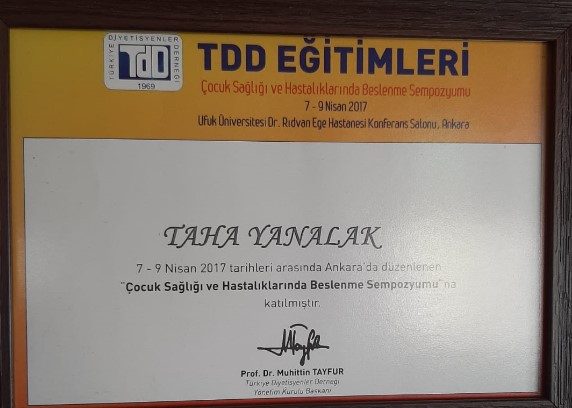 TÜRKİYE DİYETİSYENLER DERNEĞİ
TDD
1969
TDD EĞİTİMLERİ
Çocuk Sağlığı ve Hastalıklarında Beslenme Sempozyumu
7 - 9 Nisan 2017
Ufuk Üniversitesi Dr. Rıdvan Ege Hastanesi Konferans Salonu, Ankara
TAHA YANALAK
7 - 9 Nisan 2017 tarihleri arasında Ankara'da düzenlenen
"Çocuk Sağlığı ve Hastalıklarında Beslenme Sempozyumu"na
katılmıştır.
Prof. Dr. Muhittin TAYFUR
Türkiye Diyetisyenler Derneği
Yönetim Kurulu Başkanı